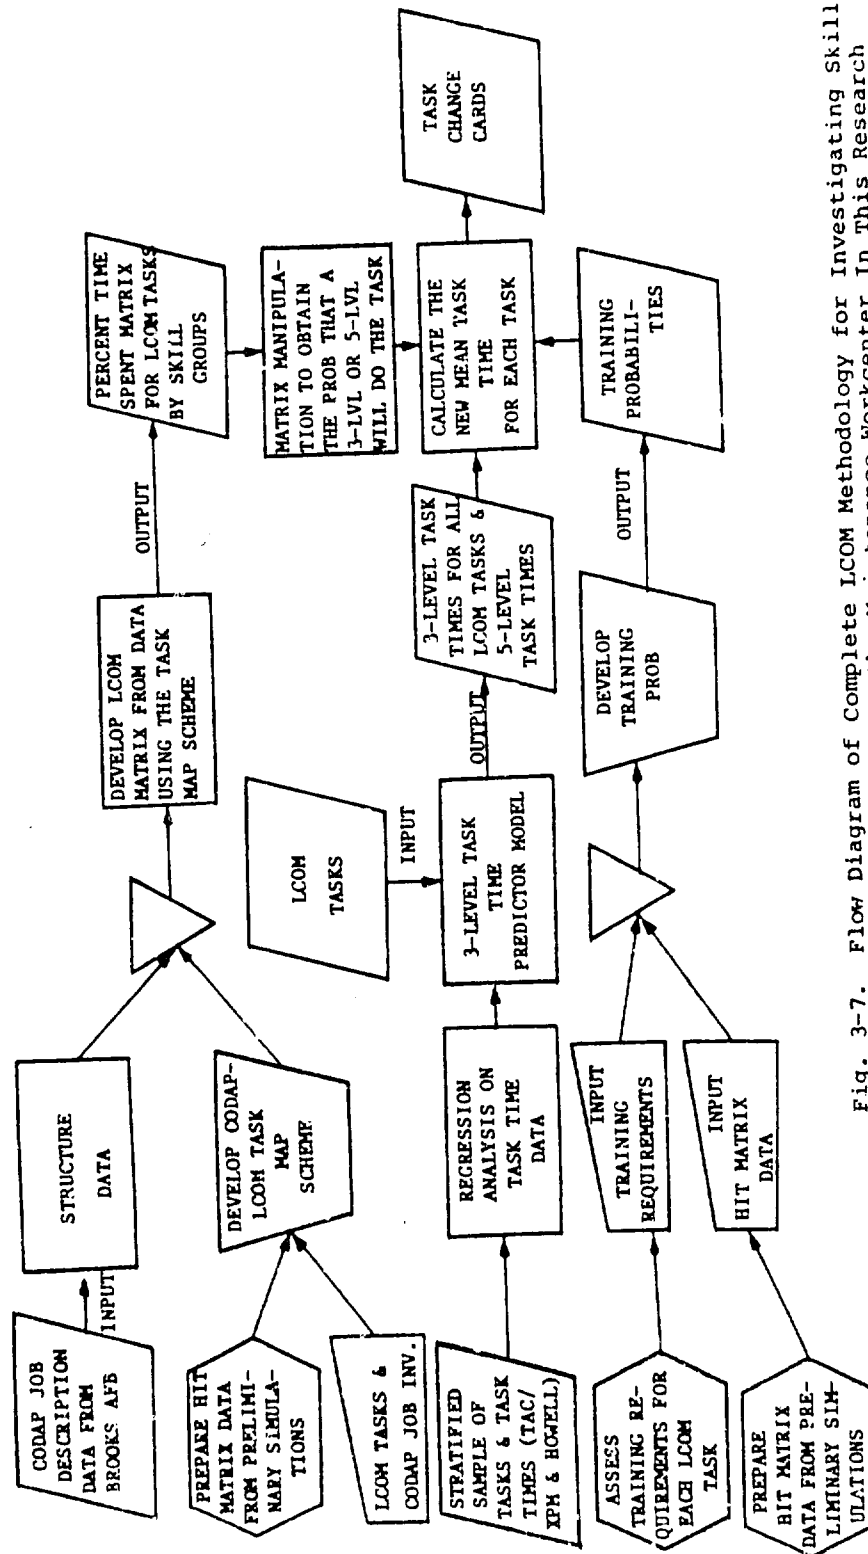 CODAP JOB
DESCRIPTION
DATA FROM
BROOKS AFB
INPUT
STRUCTURE
DATA
PREPARE HIT
MATRIX DATA
FROM PRELIMI-
NARY SIMULA-
TIONS
LCOM TASKS &
CODAP JOB INV.
DEVELOP CODAP-
LCOM TASK
MAP
SCHEME
DEVELOP LCOM
MATRIX FROM DATA
USING THE TASK
MAP SCHEME
OUTPUT
PERCENT TIME
SPENT MATRIX
FOR LCOM TASKS
BY SKILL
GROUPS
MATRIX MANIPULA-
TION TO OBTAIN
THE PROB THAT A
3-LVL OR 5-LVL
WILL DO THE TASK
STRATIFIED
SAMPLE OF
TASKS & TASK
TIMES (TAC/
XPM & HOWELL)
REGRESSION
ANALYSIS ON
TASK TIME
DATA
LCOM
TASKS
INPUT
3-LEVEL TASK
TIME
PREDICTOR MODEL
OUTPUT
3-LEVEL TASK
TIMES FOR ALL
LCOM TASKS &
5-LEVEL
TASK TIMES
CALCULATE THE
NEW MEAN TASK
TIME
FOR EACH TASK
TASK
CHANGE
CARDS
ASSESS
TRAINING RE-
QUIREMENTS FOR
EACH LCOM
TASK
INPUT
TRAINING
REQUIREMENTS
PREPARE
HIT MATRIX
DATA FROM PRE-
LIMINARY SIM-
ULATIONS
INPUT
HIT MATRIX
DATA
DEVELOP
TRAINING
PROB
OUTPUT
TRAINING
PROBABILI-
TIES
Fig. 3-7. Flow Diagram of Complete LCOM Methodology for Investigating Skill
Workcenter In This Research